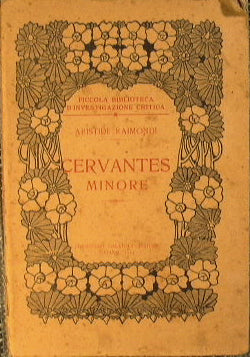 PICCOLA BIBLIOTECA
D'INVESTIGAZIONE CRITICA
ARISTIDE RAIMONDI
CERVANTES
MINORE